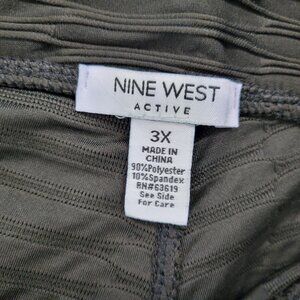 NINE WEST
ACTIVE
3X
MADE IN
CHINA
90%Polyester
10%Spandex
RN#63619
See Side
For Care